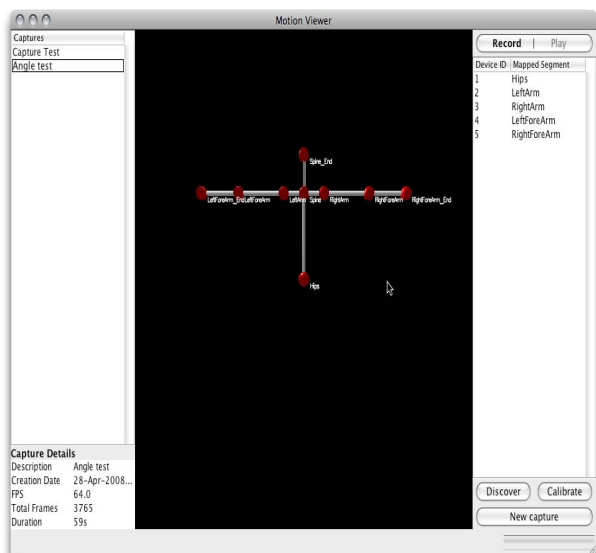 Motion Viewer
Captures
Capture Test
Angle test
Record | Play
Device ID Mapped Segment
1 Hips
2 LeftArm
3 RightArm
4 LeftForeArm
5 RightForeArm
Spine_End
LeftForeArm_End LeftForeArm LeftArm Spine RightArm RightForeArm RightForeArm_End
Hips
Capture Details
Description Angle test
Creation Date 28-Apr-2008...
FPS 64.0
Total Frames 3765
Duration 59s
Discover Calibrate
New capture